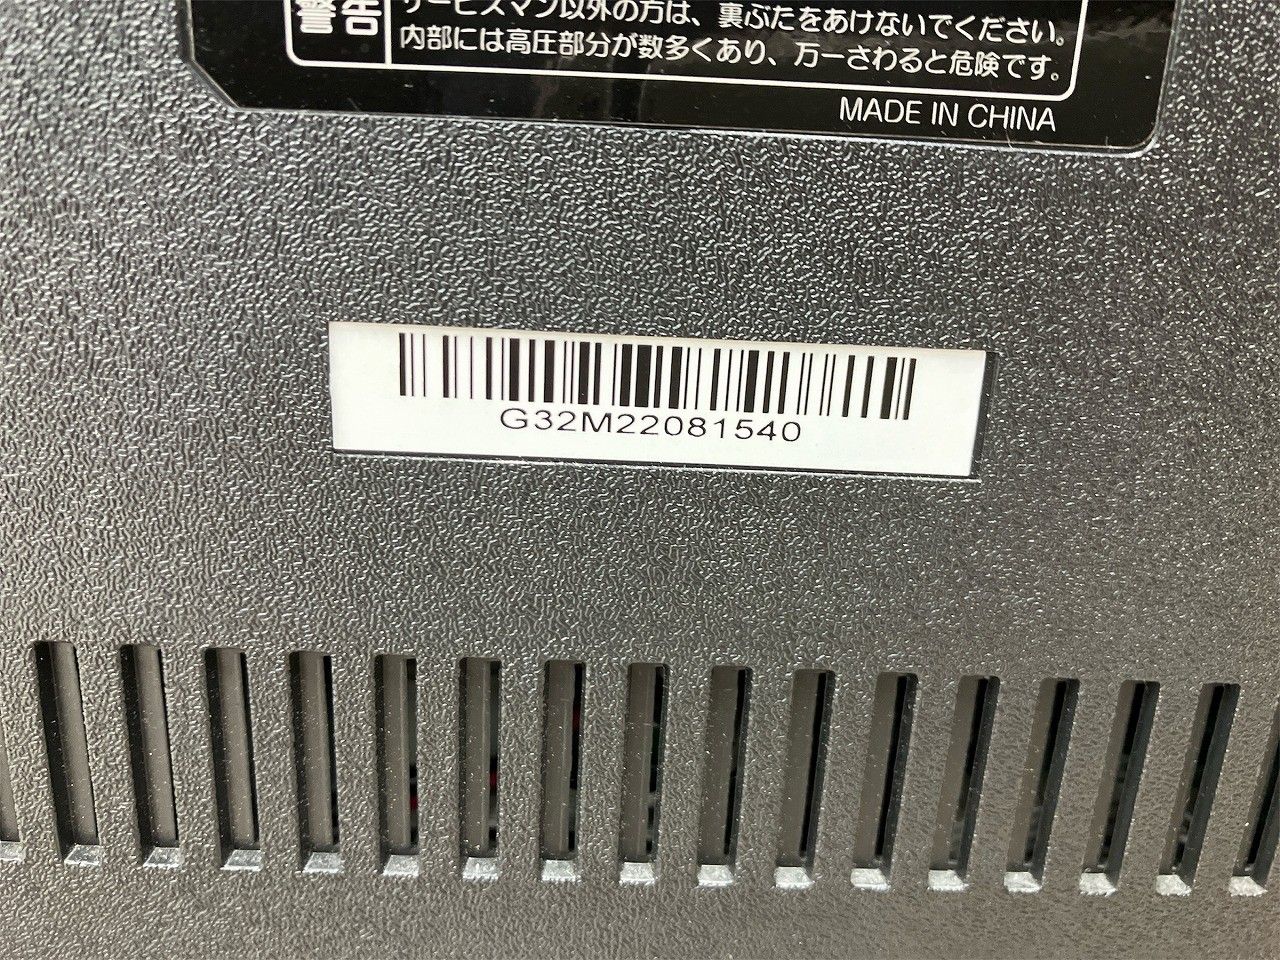 警告
サービスマン以外の方は、裏ぶたをあけないでください。
内部には高圧部分が数多くあり、万一さわると危険です。
MADE IN CHINA
G32M22081540